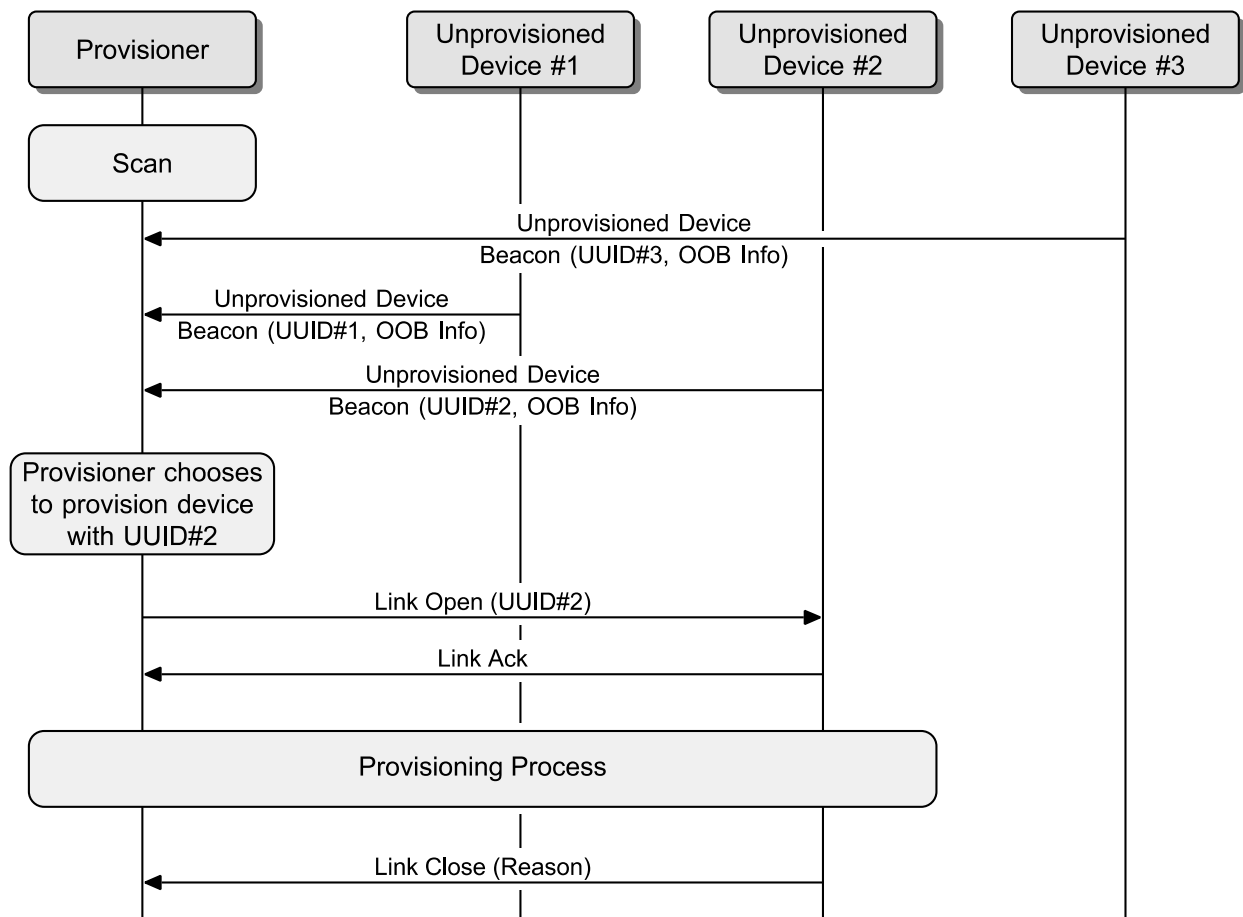 Provisioner
Unprovisioned
Device #1
Unprovisioned
Device #2
Unprovisioned
Device #3
Scan
Unprovisioned Device
Beacon (UUID#3, OOB Info)
Unprovisioned Device
Beacon (UUID#1, OOB Info)
Unprovisioned Device
Beacon (UUID#2, OOB Info)
Provisioner chooses
to provision device
with UUID#2
Link Open (UUID#2)
Link Ack
Provisioning Process
Link Close (Reason)